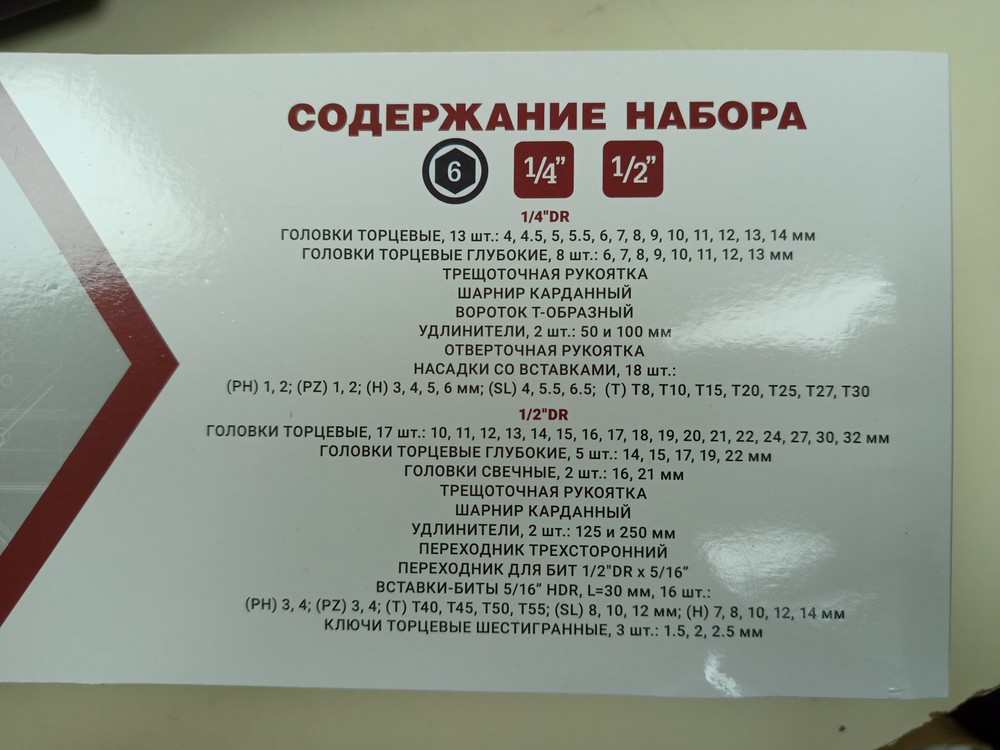 СОДЕРЖАНИЕ НАБОРА
6 1/4” 1/2”
1/4"DR
ГОЛОВКИ ТОРЦЕВЫЕ, 13 шт.: 4, 4.5, 5, 5.5, 6, 7, 8, 9, 10, 11, 12, 13, 14 мм
ГОЛОВКИ ТОРЦЕВЫЕ ГЛУБОКИЕ, 8 шт.: 6, 7, 8, 9, 10, 11, 12, 13 мм
ТРЕЩОТОЧНАЯ РУКОЯТКА
ШАРНИР КАРДАННЫЙ
ВОРОТОК Т-ОБРАЗНЫЙ
УДЛИНИТЕЛИ, 2 шт.: 50 и 100 мм
ОТВЕРТОЧНАЯ РУКОЯТКА
НАСАДКИ СО ВСТАВКАМИ, 18 шт.:
(PH) 1, 2; (PZ) 1, 2; (H) 3, 4, 5, 6 мм; (SL) 4, 5.5, 6.5; (T) T8, T10, T15, T20, T25, T27, T30
1/2"DR
ГОЛОВКИ ТОРЦЕВЫЕ, 17 шт.: 10, 11, 12, 13, 14, 15, 16, 17, 18, 19, 20, 21, 22, 24, 27, 30, 32 мм
ГОЛОВКИ ТОРЦЕВЫЕ ГЛУБОКИЕ, 5 шт.: 14, 15, 17, 19, 22 мм
ГОЛОВКИ СВЕЧНЫЕ, 2 шт.: 16, 21 мм
ТРЕЩОТОЧНАЯ РУКОЯТКА
ШАРНИР КАРДАННЫЙ
УДЛИНИТЕЛИ, 2 шт.: 125 и 250 мм
ПЕРЕХОДНИК ТРЕХСТОРОННИЙ
ПЕРЕХОДНИК ДЛЯ БИТ 1/2"DR x 5/16”
ВСТАВКИ-БИТЫ 5/16” HDR, L=30 мм, 16 шт.:
(PH) 3, 4; (PZ) 3, 4; (T) T40, T45, T50, T55; (SL) 8, 10, 12 мм; (H) 7, 8, 10, 12, 14 мм
КЛЮЧИ ТОРЦЕВЫЕ ШЕСТИГРАННЫЕ, 3 шт.: 1.5, 2, 2.5 мм